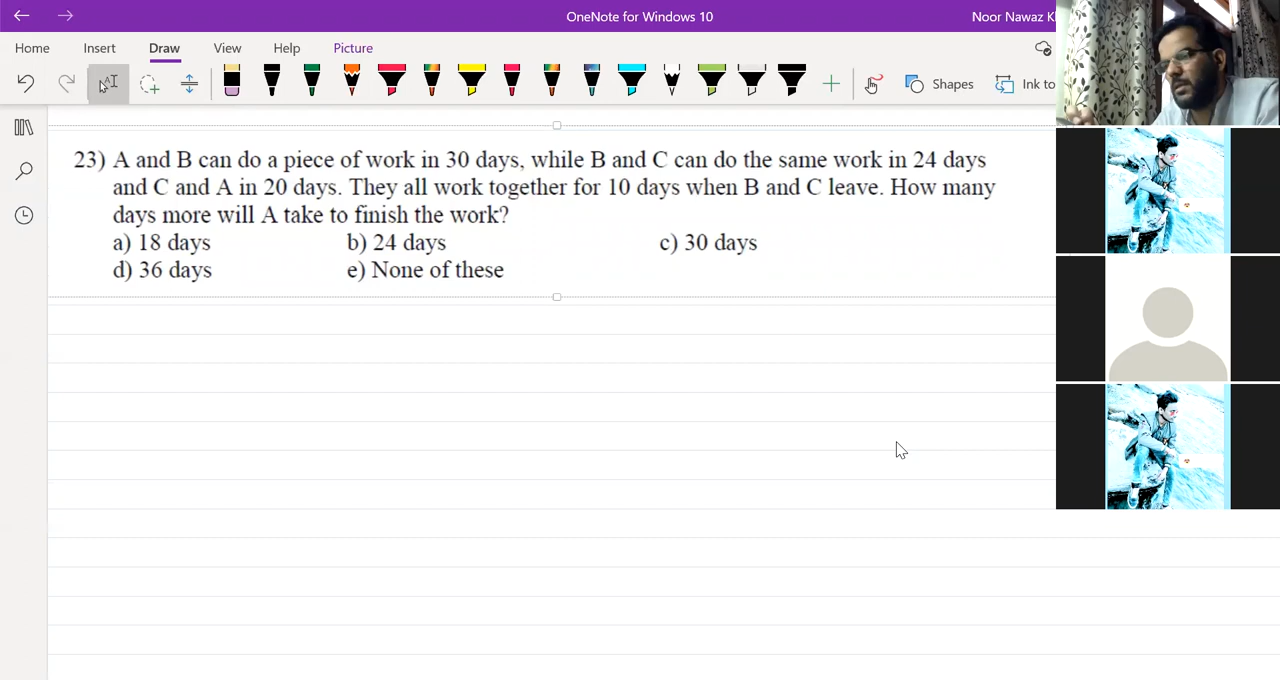 OneNote for Windows 10
Noor Nawaz Kh
Home Insert Draw View Help Picture
Shapes Ink to
23) A and B can do a piece of work in 30 days, while B and C can do the same work in 24 days
and C and A in 20 days. They all work together for 10 days when B and C leave. How many
days more will A take to finish the work?
a) 18 days b) 24 days c) 30 days
d) 36 days e) None of these